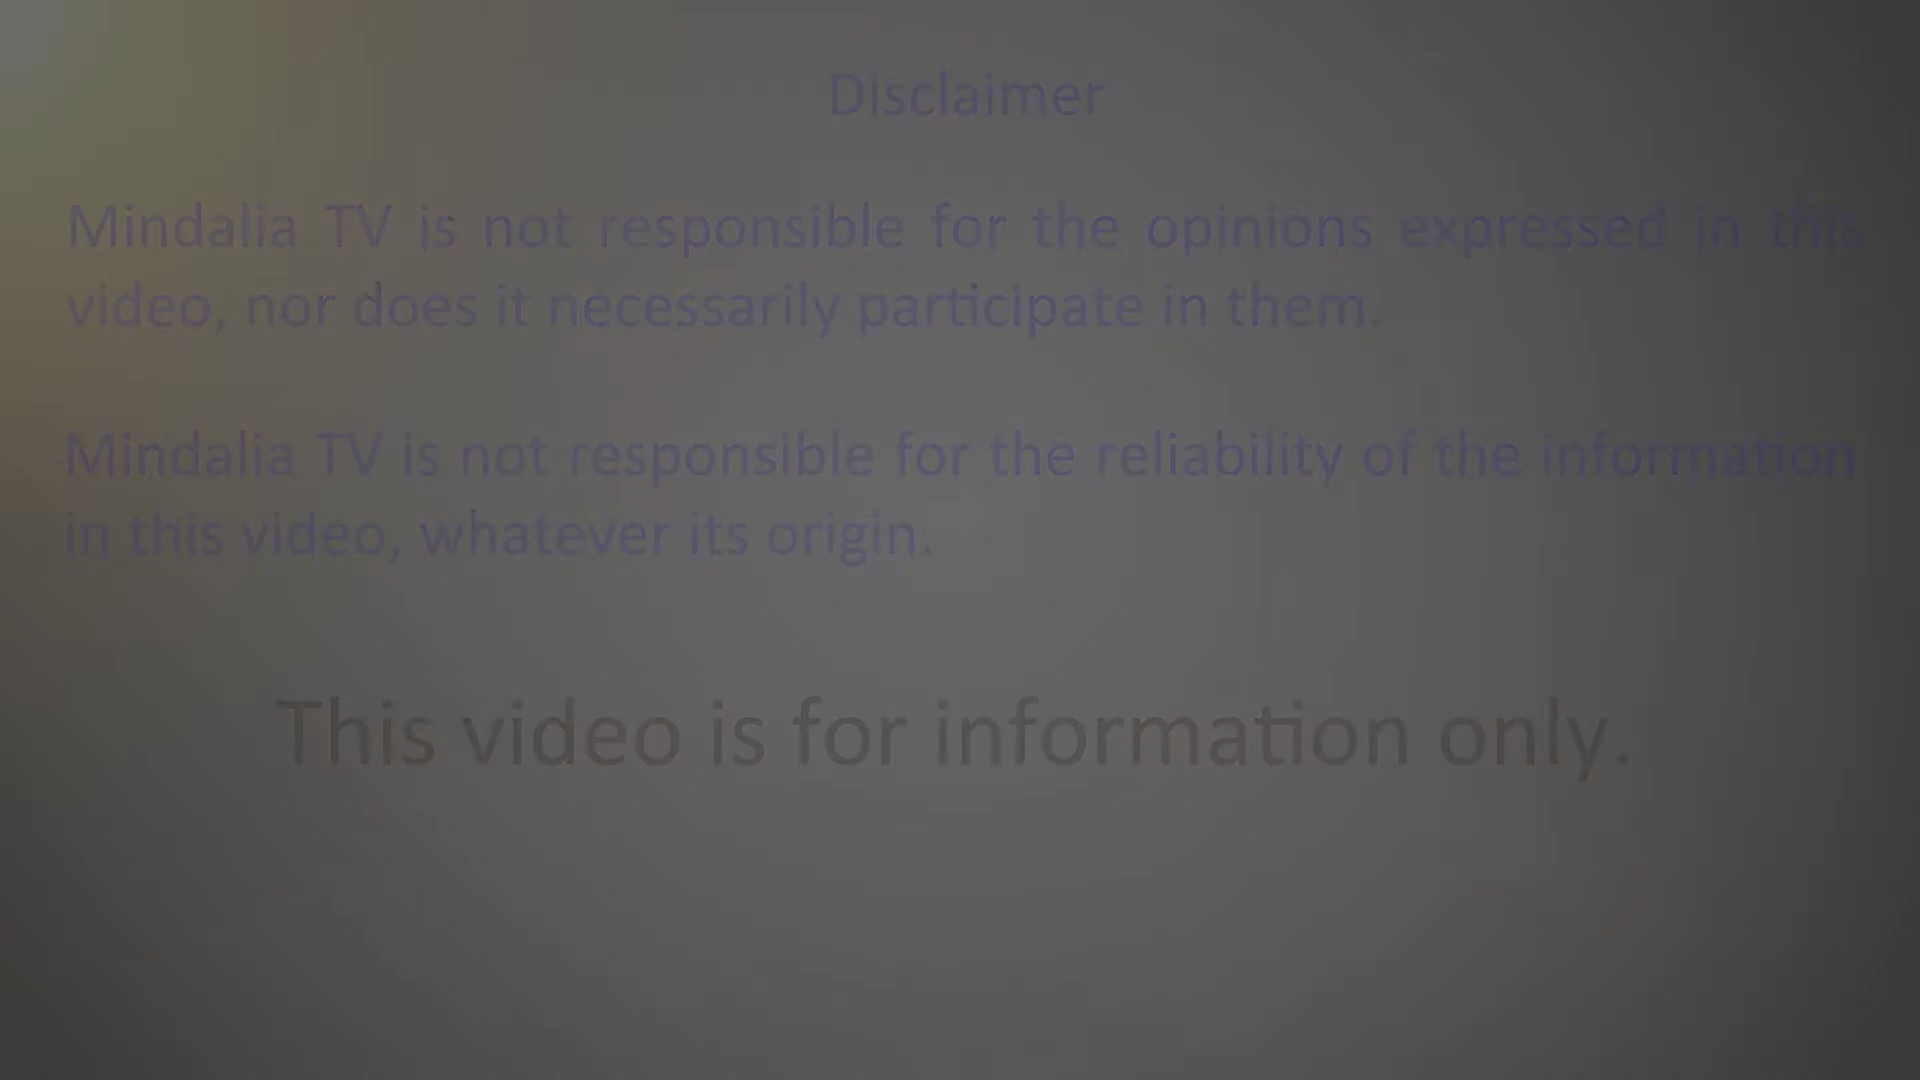 Disclaimer
Mindalia TV is not responsible for the opinions expressed in this
video, nor does it necessarily participate in them.
Mindalia TV is not responsible for the reliability of the information
in this video, whatever its origin.
This video is for information only.